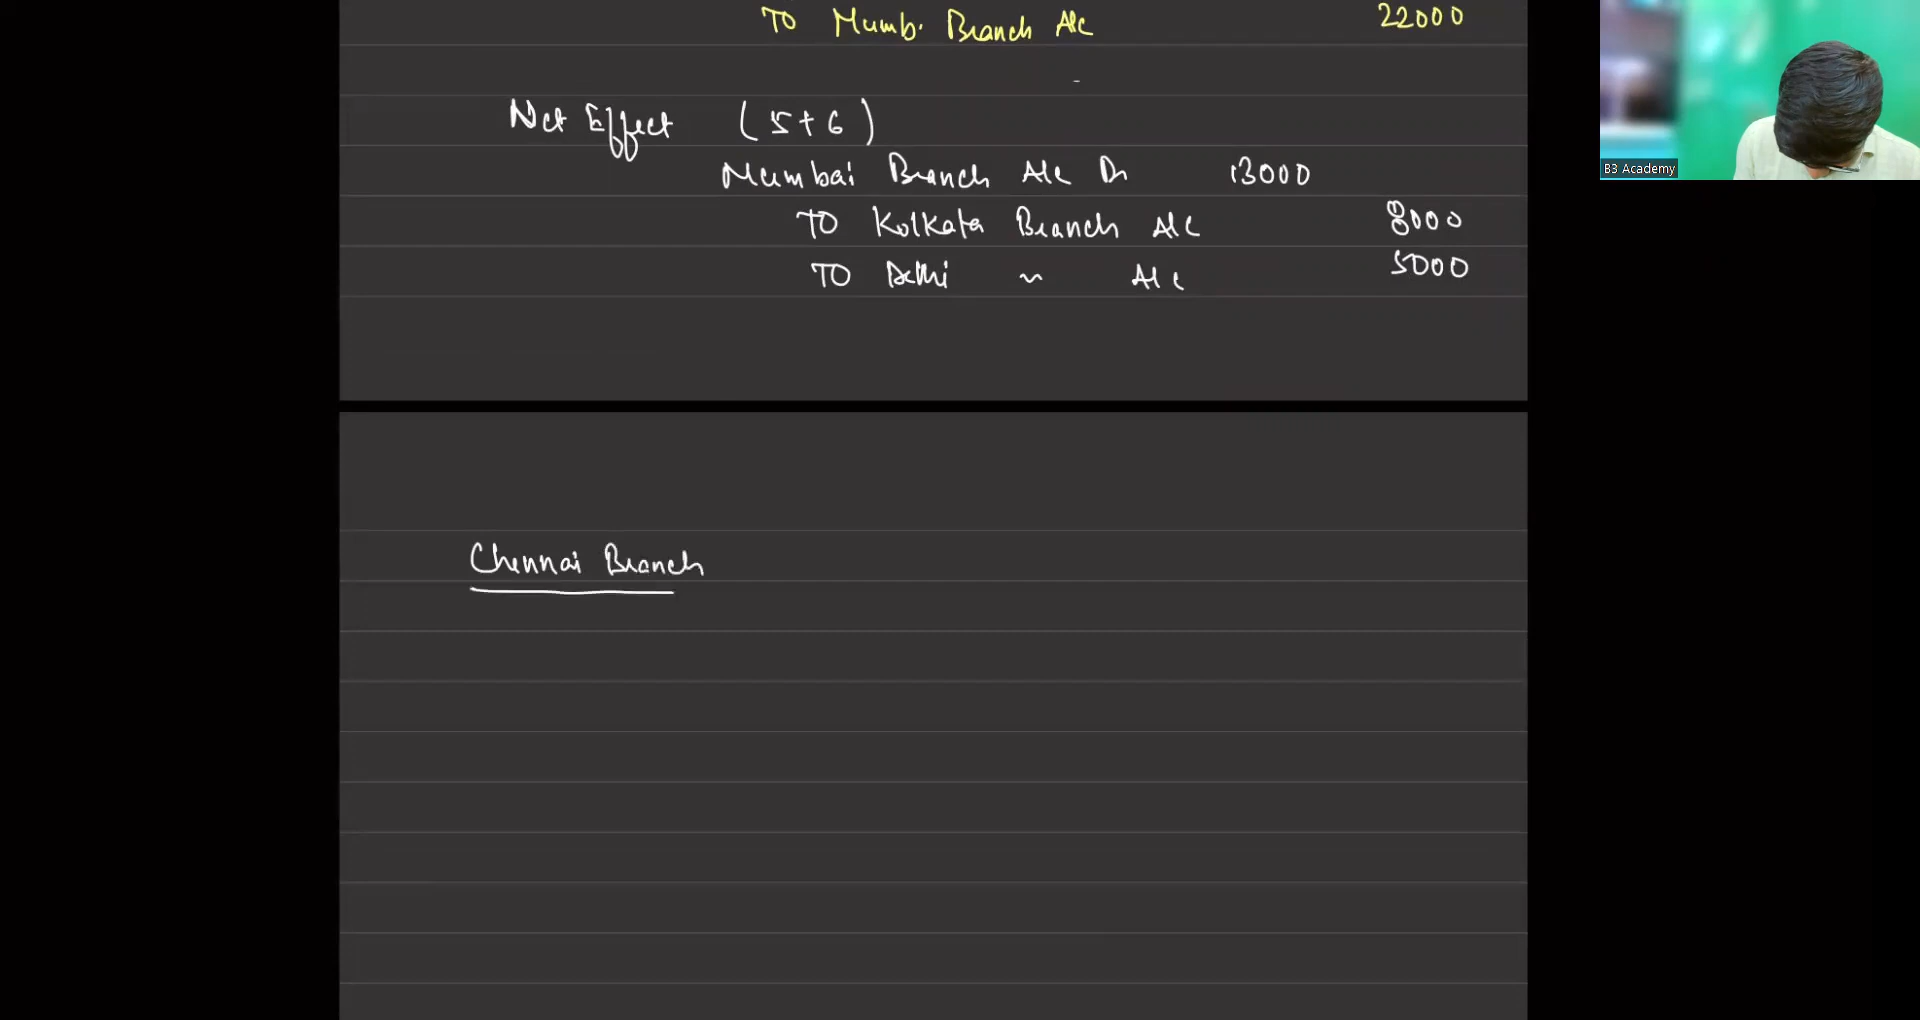 TO Mumb. Branch A/c 22000
Net Effect (5+6)
Mumbai Branch A/c Dr 13000
TO Kolkata Branch A/c 8000
TO Delhi " A/c 5000
Chennai Branch
B3 Academy